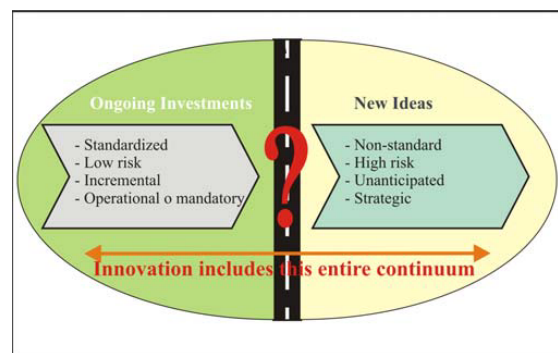 Ongoing Investments
- Standardized
- Low risk
- Incremental
- Operational o mandatory
?
New Ideas
- Non-standard
- High risk
- Unanticipated
- Strategic
Innovation includes this entire continuum